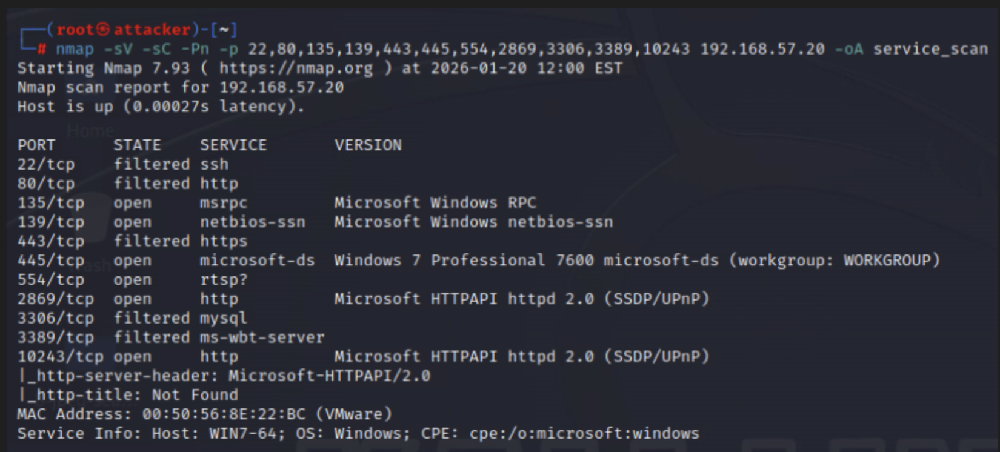 ┌──(root㉿attacker)-[~]
└─# nmap -sV -sC -Pn -p 22,80,135,139,443,445,554,2869,3306,3389,10243 192.168.57.20 -oA service_scan
Starting Nmap 7.93 ( https://nmap.org ) at 2026-01-20 12:00 EST
Nmap scan report for 192.168.57.20
Host is up (0.00027s latency).
Home
PORT      STATE    SERVICE       VERSION
22/tcp    filtered ssh
80/tcp    filtered http
135/tcp   open     msrpc         Microsoft Windows RPC
139/tcp   open     netbios-ssn   Microsoft Windows netbios-ssn
443/tcp   filtered https
445/tcp   open     microsoft-ds  Windows 7 Professional 7600 microsoft-ds (workgroup: WORKGROUP)
554/tcp   open     rtsp?
2869/tcp  open     http          Microsoft HTTPAPI httpd 2.0 (SSDP/UPnP)
3306/tcp  filtered mysql
3389/tcp  filtered ms-wbt-server
10243/tcp open     http          Microsoft HTTPAPI httpd 2.0 (SSDP/UPnP)
|_http-server-header: Microsoft-HTTPAPI/2.0
|_http-title: Not Found
MAC Address: 00:50:56:8E:22:BC (VMware)
Service Info: Host: WIN7-64; OS: Windows; CPE: cpe:/o:microsoft:windows